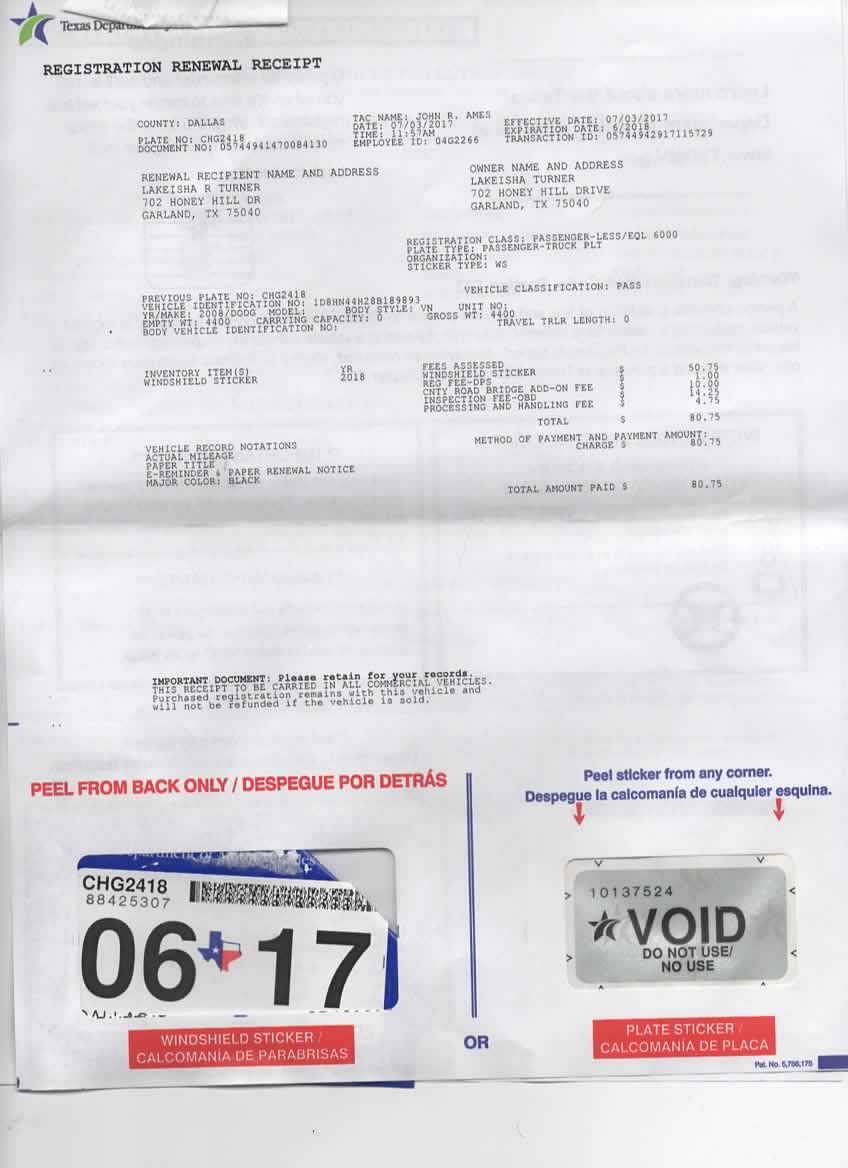 Texas Depar
REGISTRATION RENEWAL RECEIPT
COUNTY: DALLAS
TAC NAME: JOHN R. AMES
DATE: 07/03/2017
TIME: 11:57AM
EMPLOYEE ID: 04G2266
EFFECTIVE DATE: 07/03/2017
EXPIRATION DATE: 6/2018
TRANSACTION ID: 05744942917115729
PLATE NO: CHG2418
DOCUMENT NO: 05744941470084130
RENEWAL RECIPIENT NAME AND ADDRESS
LAKEISHA R TURNER
702 HONEY HILL DR
GARLAND, TX 75040
OWNER NAME AND ADDRESS
LAKEISHA TURNER
702 HONEY HILL DRIVE
GARLAND, TX 75040
REGISTRATION CLASS: PASSENGER-LESS/EQL 6000
PLATE TYPE: PASSENGER-TRUCK PLT
ORGANIZATION:
STICKER TYPE: WS
VEHICLE CLASSIFICATION: PASS
PREVIOUS PLATE NO: CHG2418
VEHICLE IDENTIFICATION NO: 1D8HN44H28B189893
YR/MAKE: 2008/DODG MODEL: BODY STYLE: VN UNIT NO:
EMPTY WT: 4400 CARRYING CAPACITY: 0 GROSS WT: 4400
BODY VEHICLE IDENTIFICATION NO: TRAVEL TRLR LENGTH: 0
INVENTORY ITEM(S) YR
WINDSHIELD STICKER 2018
FEES ASSESSED
WINDSHIELD STICKER $ 50.75
REG FEE-DPS $ 1.00
CNTY ROAD BRIDGE ADD-ON FEE $ 10.00
INSPECTION FEE-OBD $ 14.25
PROCESSING AND HANDLING FEE $ 4.75
TOTAL $ 80.75
METHOD OF PAYMENT AND PAYMENT AMOUNT:
CHARGE $ 80.75
TOTAL AMOUNT PAID $ 80.75
VEHICLE RECORD NOTATIONS
ACTUAL MILEAGE
PAPER TITLE
E-REMINDER & PAPER RENEWAL NOTICE
MAJOR COLOR: BLACK
IMPORTANT DOCUMENT: Please retain for your records.
THIS RECEIPT TO BE CARRIED IN ALL COMMERCIAL VEHICLES.
Purchased registration remains with this vehicle and
will not be refunded if the vehicle is sold.
PEEL FROM BACK ONLY / DESPEGUE POR DETRÁS
CHG2418
88425307
06 17
WINDSHIELD STICKER /
CALCOMANÍA DE PARABRISAS
OR
Peel sticker from any corner.
Despegue la calcomanía de cualquier esquina.
10137524
VOID
DO NOT USE/
NO USE
PLATE STICKER /
CALCOMANÍA DE PLACA
Pat. No. 5,766,175